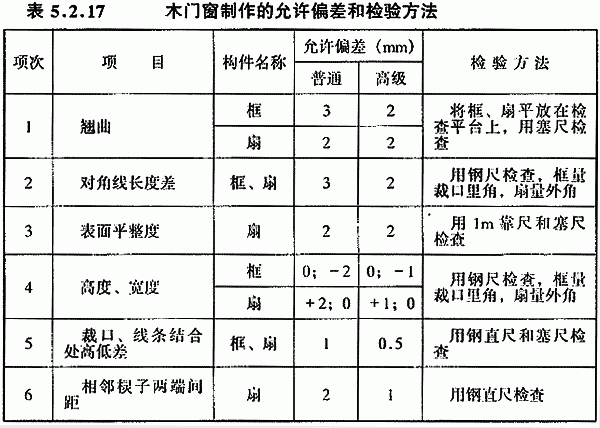 表 5.2.17 木门窗制作的允许偏差和检验方法
项次 项 目 构件名称 允许偏差 (mm) 检 验 方 法
普通 高级
1 翘曲 框 3 2 将框、扇平放在检
查平台上，用塞尺检
查
扇 2 2
2 对角线长度差 框、扇 3 2 用钢尺检查，框量
裁口里角，扇量外角
3 表面平整度 扇 2 2 用 1m 靠尺和塞尺
检查
4 高度、宽度 框 0；－2 0；－1 用钢尺检查，框量
裁口里角，扇量外角
扇 +2；0 +1；0
5 裁口、线条结合
处高低差 框、扇 1 0.5 用钢直尺和塞尺检
查
6 相邻棂子两端间
距 扇 2 1 用钢直尺检查